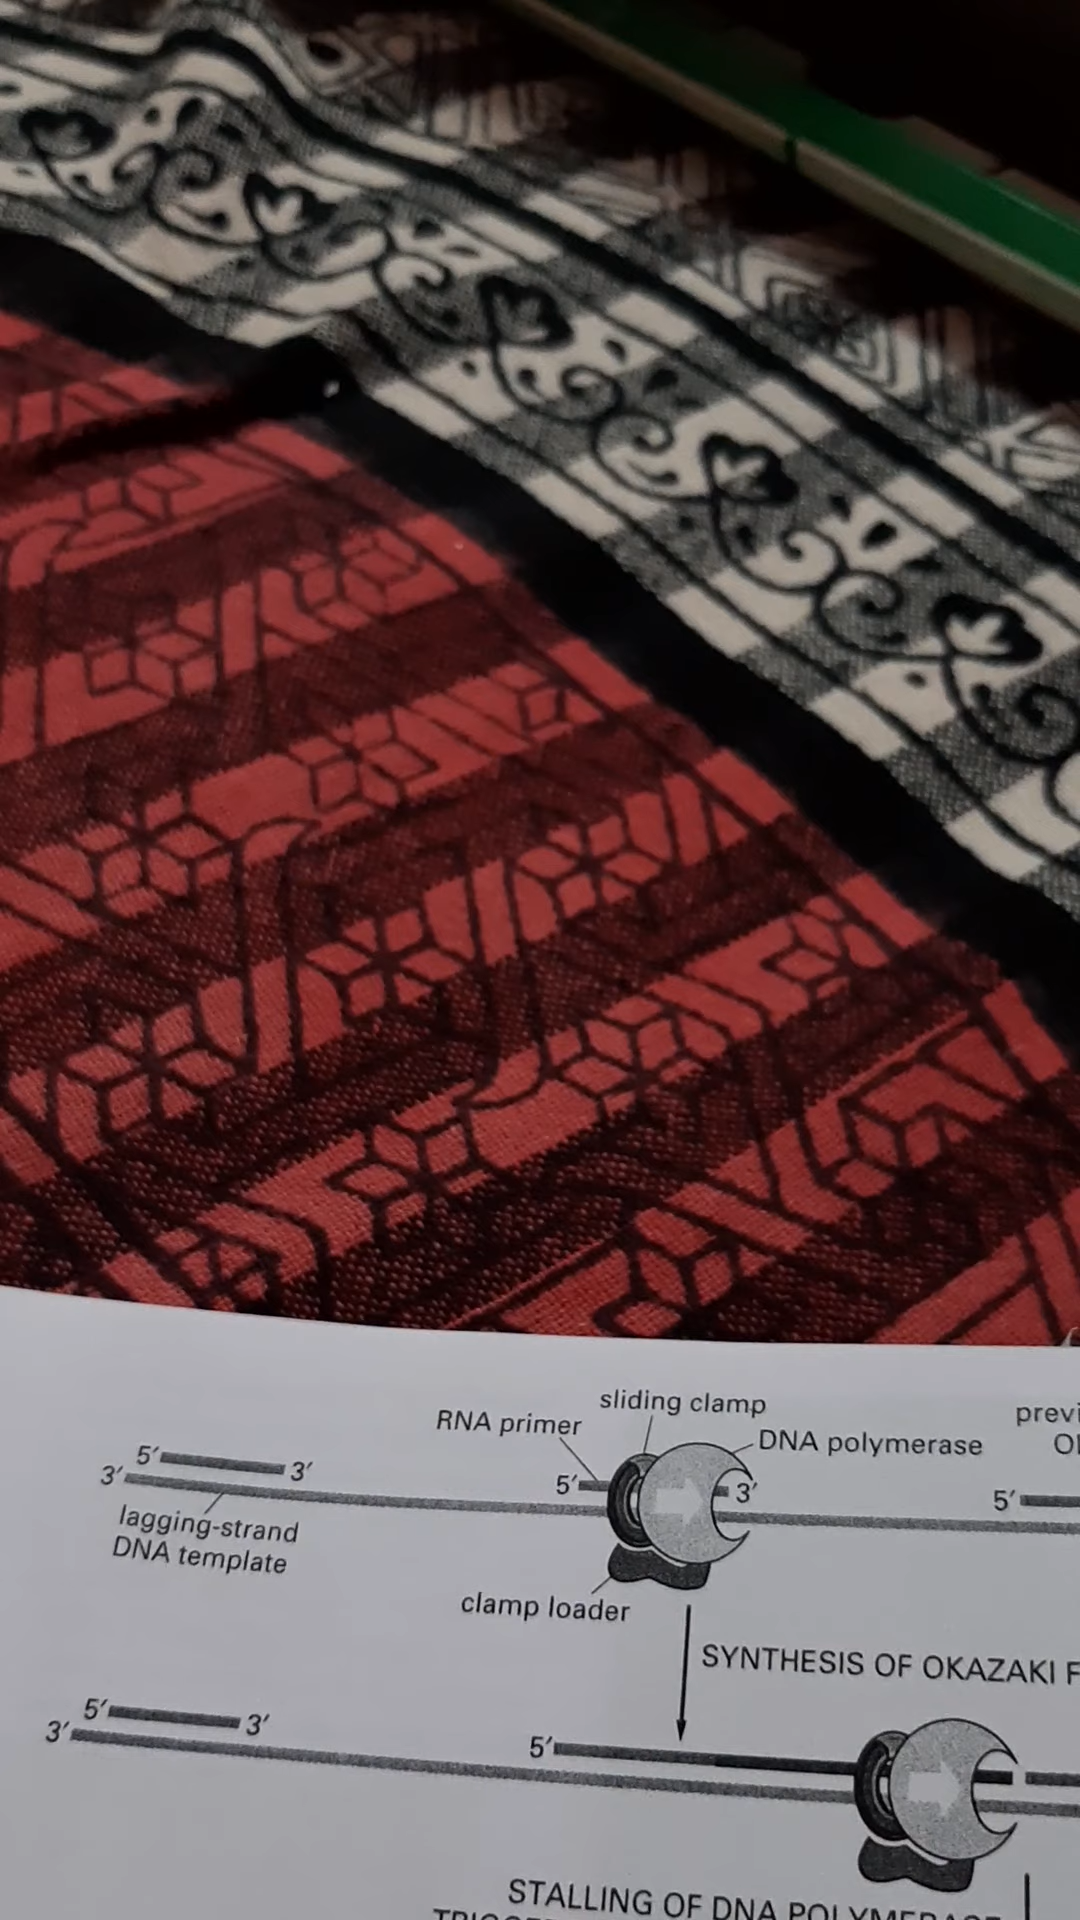 sliding clamp
RNA primer
DNA polymerase
5′
3′
3′
5′
3′
5′
lagging-strand
DNA template
clamp loader
SYNTHESIS OF OKAZAKI
5′
3′
3′
5′
STALLING OF DNA POLYMERASE